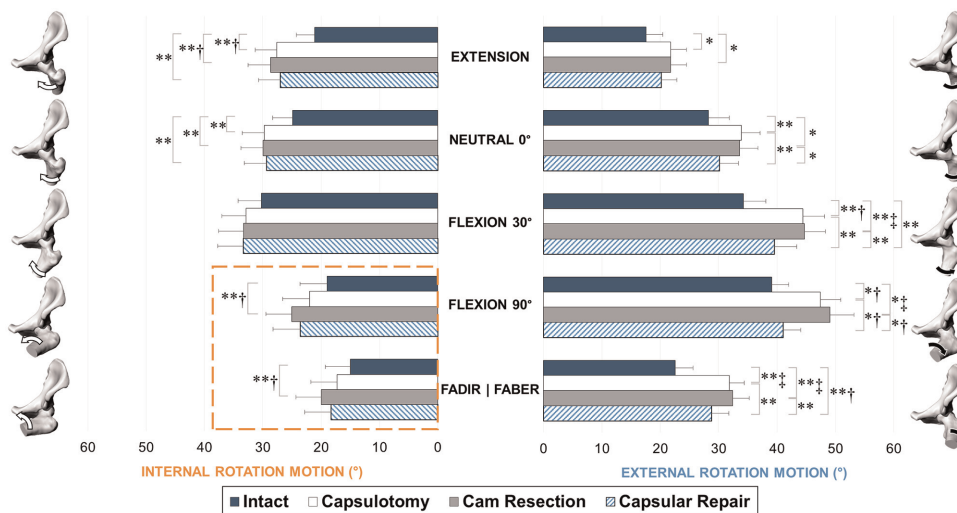 ** **† **† EXTENSION * *
** ** ** NEUTRAL 0° ** ** * *
FLEXION 30° **† ** **‡ ** **
**† FLEXION 90° *† *† *‡ *†
**† FADIR | FABER **‡ ** **‡ ** **†
60 50 40 30 20 10 0 0 10 20 30 40 50 60
INTERNAL ROTATION MOTION (°) EXTERNAL ROTATION MOTION (°)
Intact Capsulotomy Cam Resection Capsular Repair